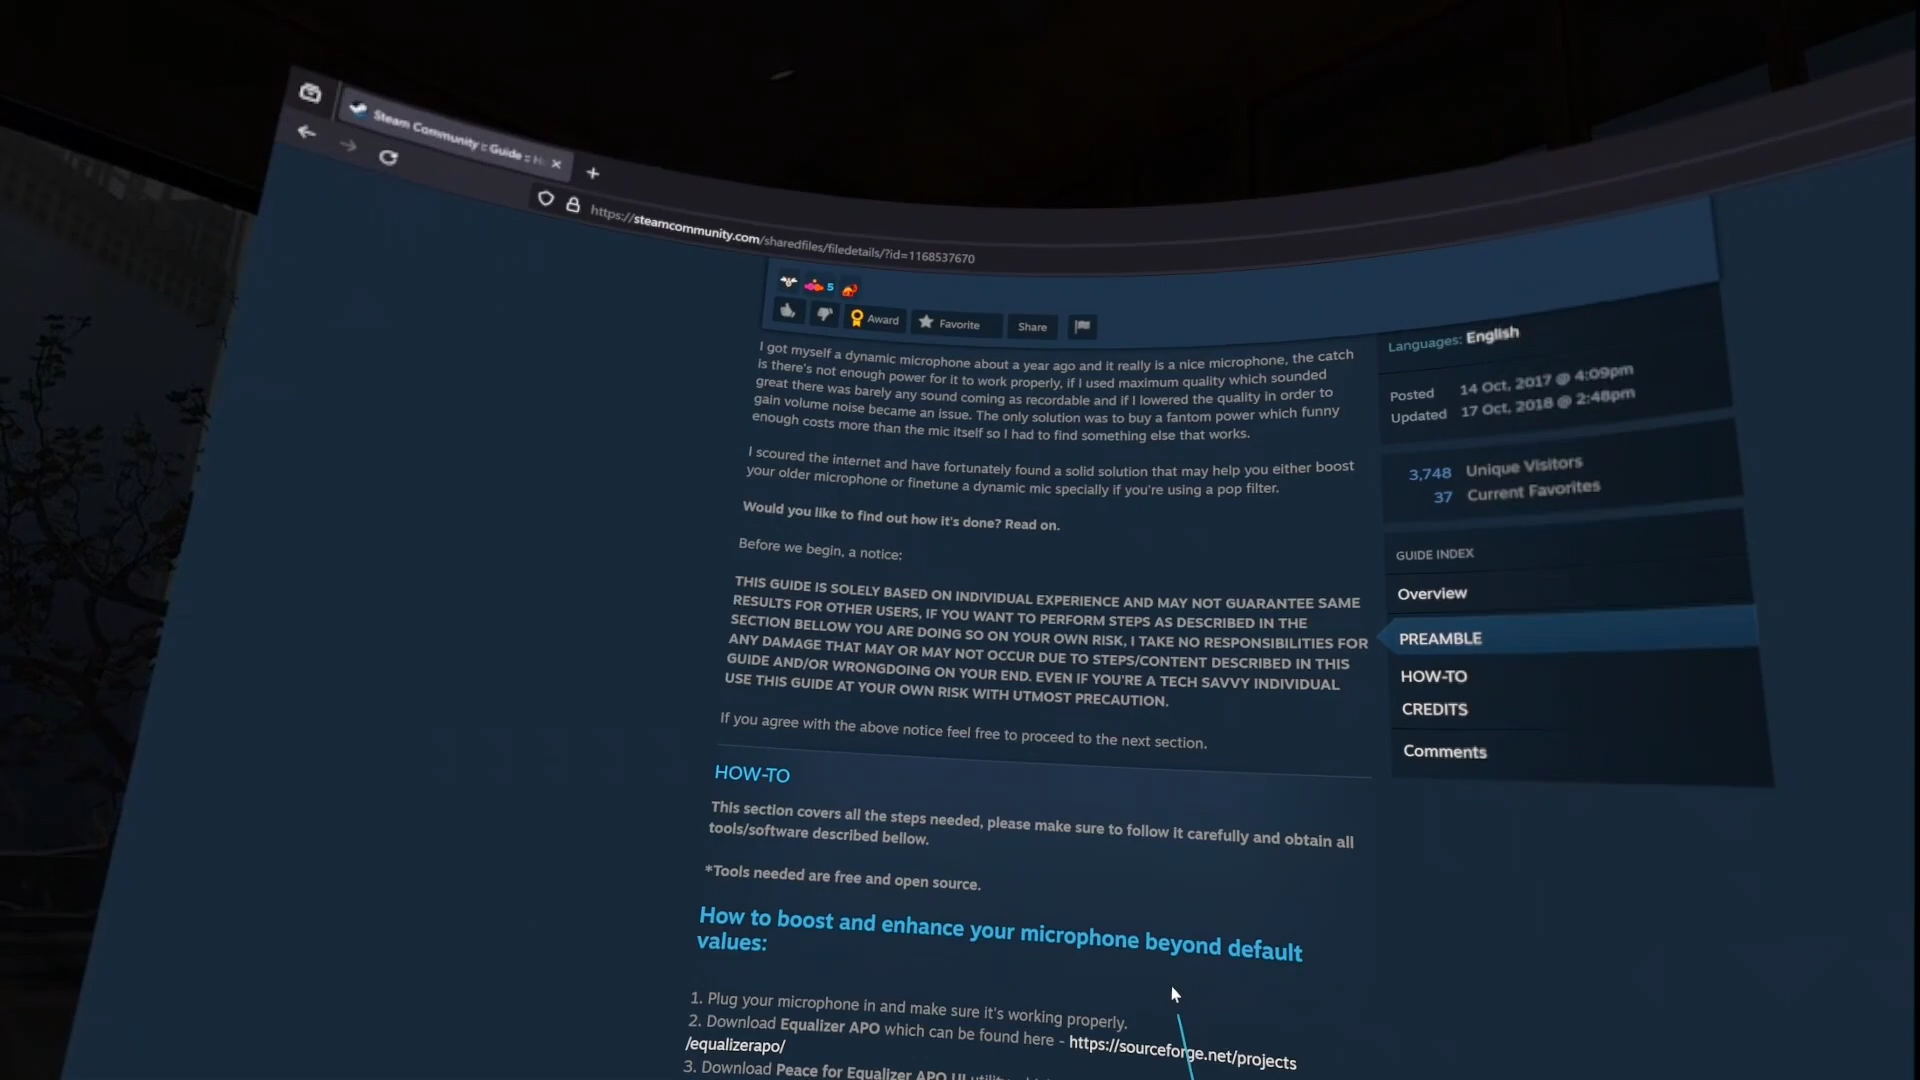 Steam Community :: Guide :: H
https://steamcommunity.com/sharedfiles/filedetails/?id=1168537670
5
Award
Favorite
Share
I got myself a dynamic microphone about a year ago and it really is a nice microphone, the catch
is there's not enough power for it to work properly, if I used maximum quality which sounded
great there was barely any sound coming as recordable and if I lowered the quality in order to
gain volume noise became an issue. The only solution was to buy a fantom power which funny
enough costs more than the mic itself so I had to find something else that works.
I scoured the internet and have fortunately found a solid solution that may help you either boost
your older microphone or finetune a dynamic mic specially if you're using a pop filter.
Would you like to find out how it's done? Read on.
Before we begin, a notice:
THIS GUIDE IS SOLELY BASED ON INDIVIDUAL EXPERIENCE AND MAY NOT GUARANTEE SAME
RESULTS FOR OTHER USERS, IF YOU WANT TO PERFORM STEPS AS DESCRIBED IN THE
SECTION BELLOW YOU ARE DOING SO ON YOUR OWN RISK, I TAKE NO RESPONSIBILITIES FOR
ANY DAMAGE THAT MAY OR MAY NOT OCCUR DUE TO STEPS/CONTENT DESCRIBED IN THIS
GUIDE AND/OR WRONGDOING ON YOUR END. EVEN IF YOU'RE A TECH SAVVY INDIVIDUAL
USE THIS GUIDE AT YOUR OWN RISK WITH UTMOST PRECAUTION.
If you agree with the above notice feel free to proceed to the next section.
HOW-TO
This section covers all the steps needed, please make sure to follow it carefully and obtain all
tools/software described bellow.
*Tools needed are free and open source.
How to boost and enhance your microphone beyond default
values:
1. Plug your microphone in and make sure it's working properly.
2. Download Equalizer APO which can be found here - https://sourceforge.net/projects
/equalizerapo/
3. Download Peace for Equalizer APO UI
Languages: English
Posted 14 Oct, 2017 @ 4:09pm
Updated 17 Oct, 2018 @ 2:48pm
3,748 Unique Visitors
37 Current Favorites
GUIDE INDEX
Overview
PREAMBLE
HOW-TO
CREDITS
Comments